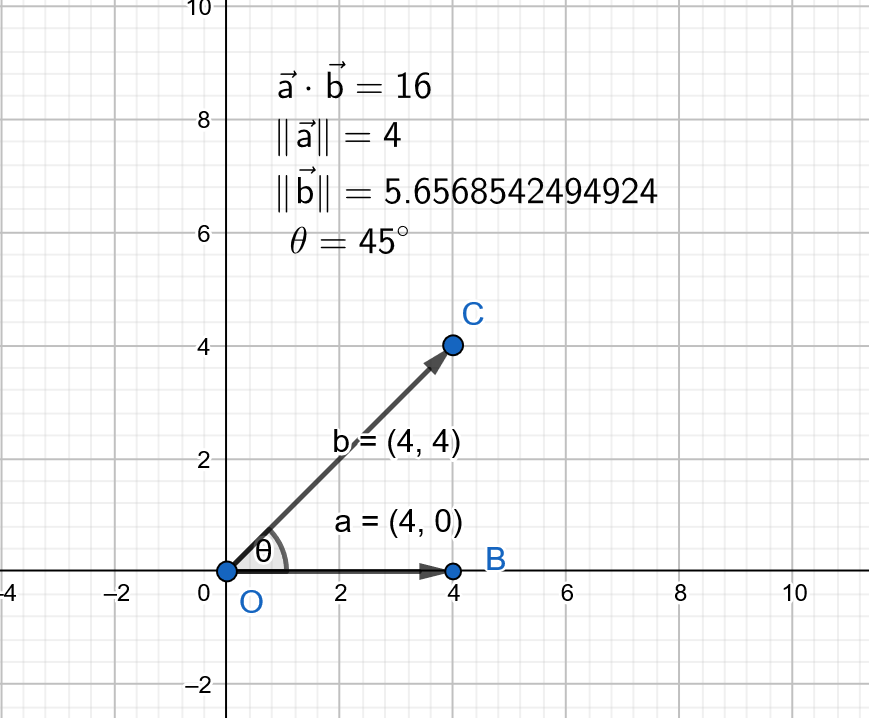 10
a⃗ · b⃗ = 16
8
‖a⃗‖ = 4
‖b⃗‖ = 5.6568542494924
6
θ = 45°
C
4
b = (4, 4)
2
a = (4, 0)
θ
B
-4 –2 0 2 4 6 8 10
O
–2